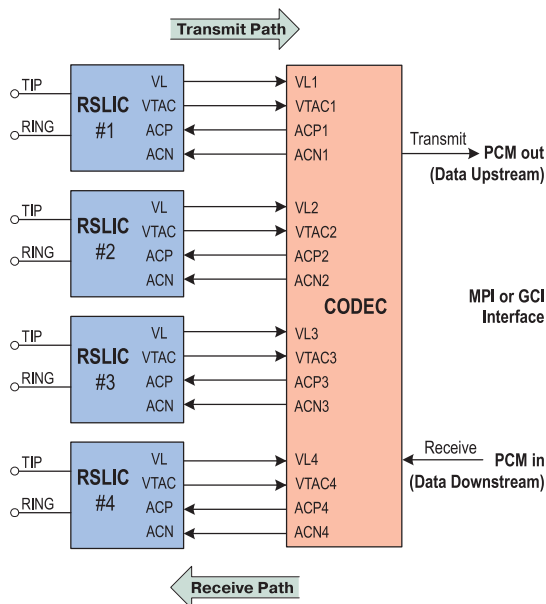 Transmit Path
TIP
RING
RSLIC
#1
VL
VTAC
ACP
ACN
VL1
VTAC1
ACP1
ACN1
TIP
RING
RSLIC
#2
VL
VTAC
ACP
ACN
VL2
VTAC2
ACP2
ACN2
CODEC
TIP
RING
RSLIC
#3
VL
VTAC
ACP
ACN
VL3
VTAC3
ACP3
ACN3
TIP
RING
RSLIC
#4
VL
VTAC
ACP
ACN
VL4
VTAC4
ACP4
ACN4
Transmit
PCM out
(Data Upstream)
MPI or GCI
Interface
Receive
PCM in
(Data Downstream)
Receive Path